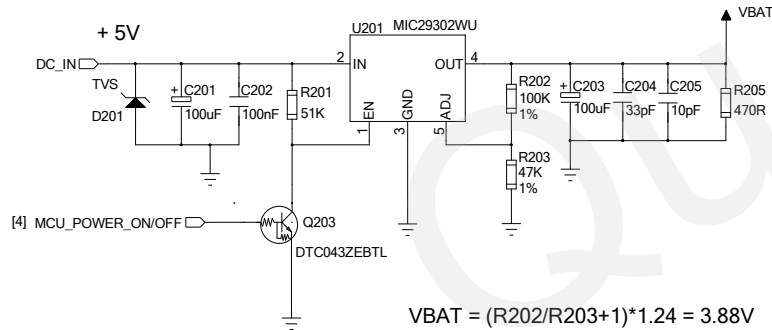 VBAT
+ 5V
U201 MIC29302WU
DC_IN
2 IN
OUT 4
TVS
D201
C201
100uF
C202
100nF
R201
51K
EN
1
GND
3
ADJ
5
R202
100K
1%
R203
47K
1%
C203
100uF
C204
33pF
C205
10pF
R205
470R
[4] MCU_POWER_ON/OFF
Q203
DTC043ZEBTL
VBAT = (R202/R203+1)*1.24 = 3.88V
+
+
Qu